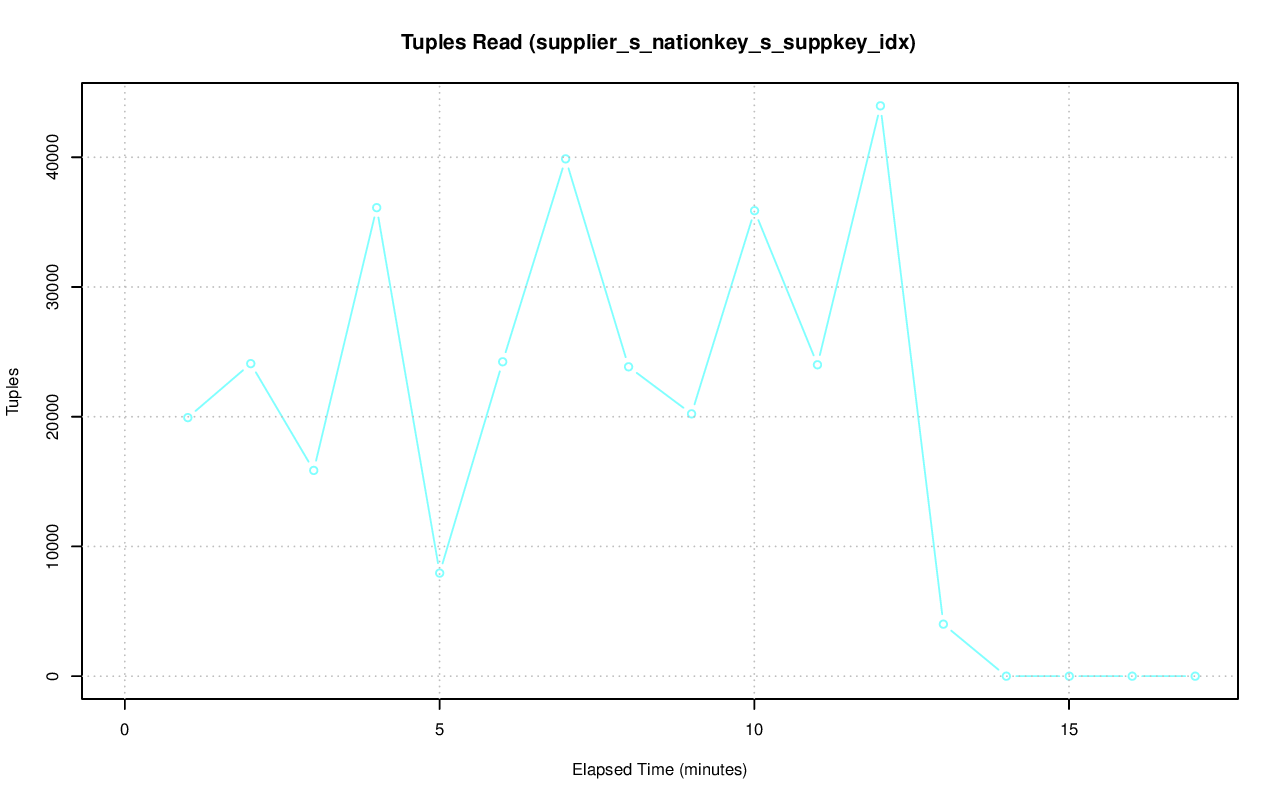 Tuples Read (supplier_s_nationkey_s_suppkey_idx)
Tuples
40000
30000
20000
10000
0
0 5 10 15
Elapsed Time (minutes)